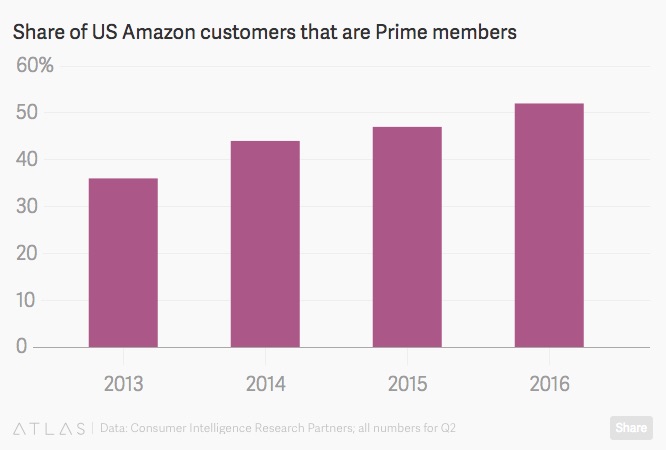 Share of US Amazon customers that are Prime members
60%
50
40
30
20
10
0
2013 2014 2015 2016
ATLAS | Data: Consumer Intelligence Research Partners; all numbers for Q2 Share